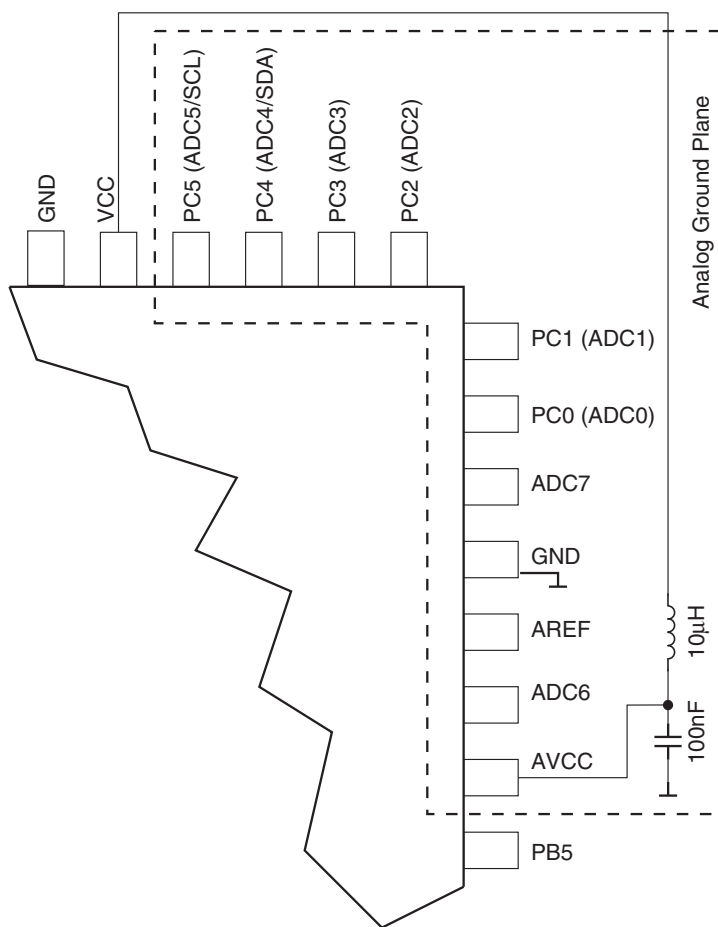 GND
VCC
PC5 (ADC5/SCL)
PC4 (ADC4/SDA)
PC3 (ADC3)
PC2 (ADC2)
Analog Ground Plane
PC1 (ADC1)
PC0 (ADC0)
ADC7
GND
AREF
ADC6
AVCC
PB5
10µH
100nF